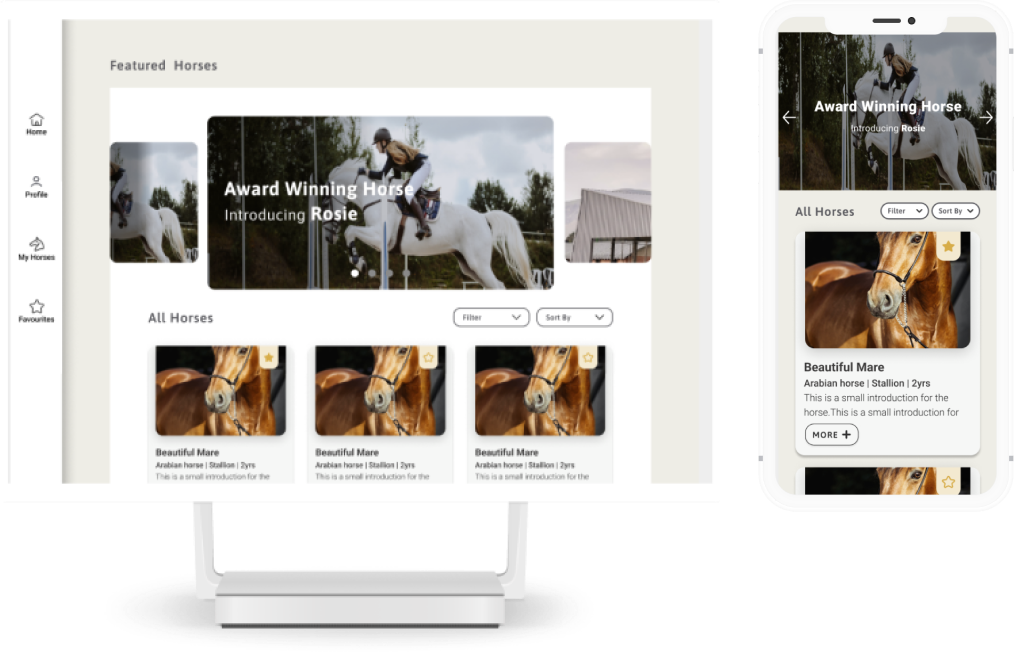 Featured Horses
Home
Profile
My Horses
Favourites
Award Winning Horse
Introducing Rosie
All Horses
Filter
Sort By
Beautiful Mare
Arabian horse | Stallion | 2yrs
This is a small introduction for the
Beautiful Mare
Arabian horse | Stallion | 2yrs
This is a small introduction for the
Beautiful Mare
Arabian horse | Stallion | 2yrs
This is a small introduction for the
Award Winning Horse
Introducing Rosie
All Horses
Filter
Sort By
Beautiful Mare
Arabian horse | Stallion | 2yrs
This is a small introduction for the
horse.This is a small introduction for
MORE +